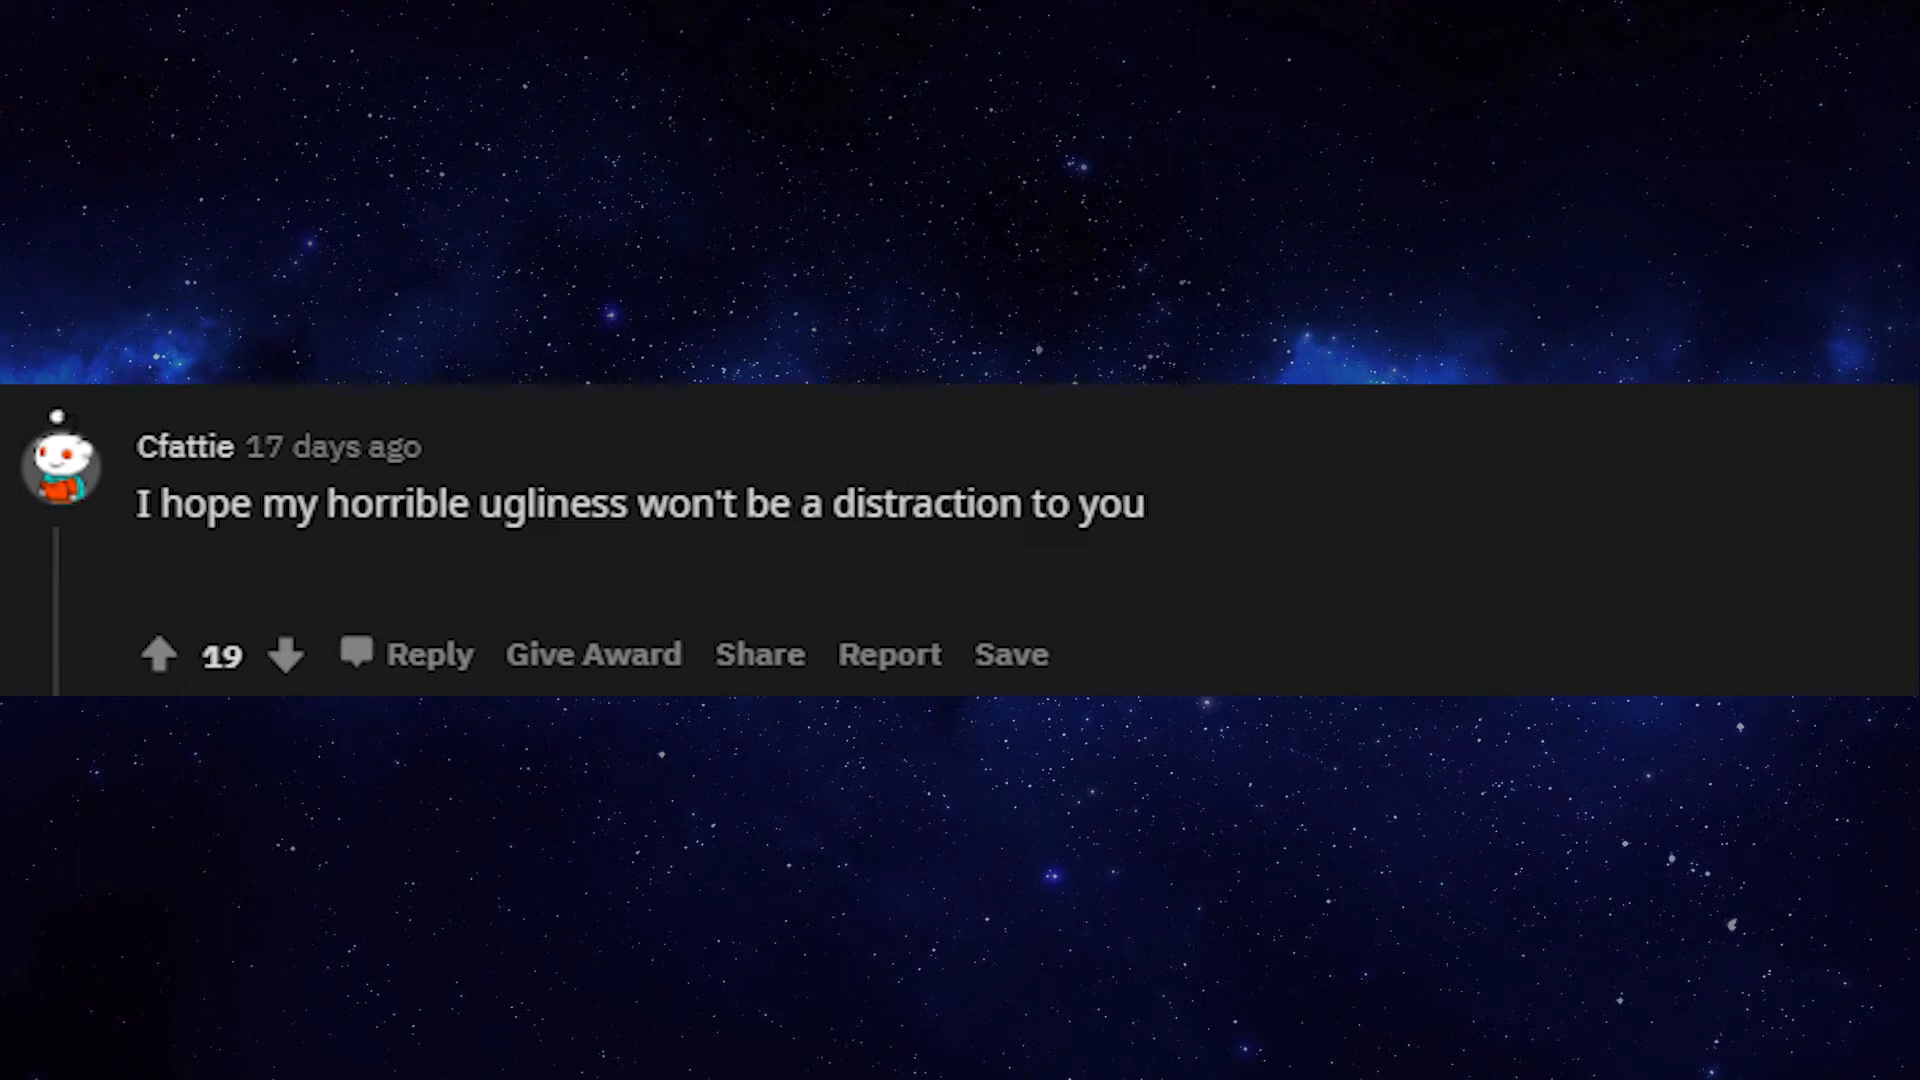 Cfattie 17 days ago
I hope my horrible ugliness won't be a distraction to you
19 Reply Give Award Share Report Save